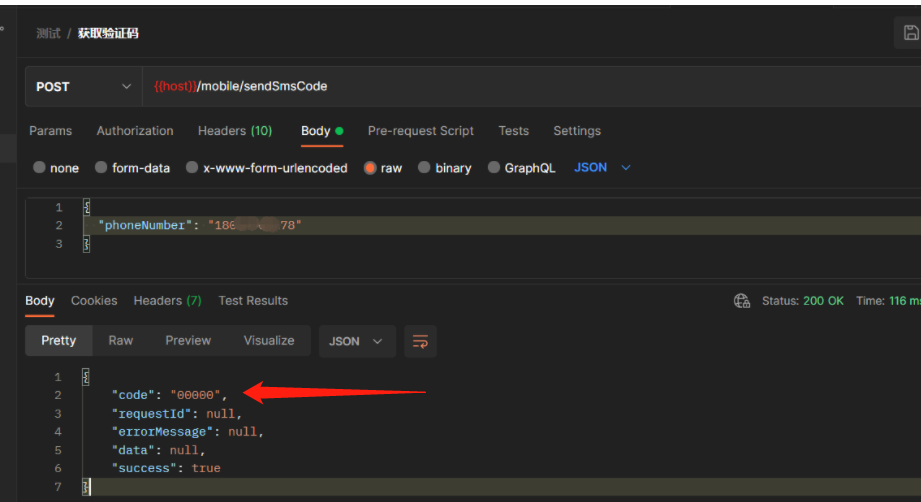 测试 / 获取验证码
POST {{host}}/mobile/sendSmsCode
Params Authorization Headers (10) Body Pre-request Script Tests Settings
none form-data x-www-form-urlencoded raw binary GraphQL JSON
1 {
2 "phoneNumber": "180 78"
3 }
Body Cookies Headers (7) Test Results Status: 200 OK Time: 116 ms
Pretty Raw Preview Visualize JSON
1 {
2 "code": "00000",
3 "requestId": null,
4 "errorMessage": null,
5 "data": null,
6 "success": true
7 }